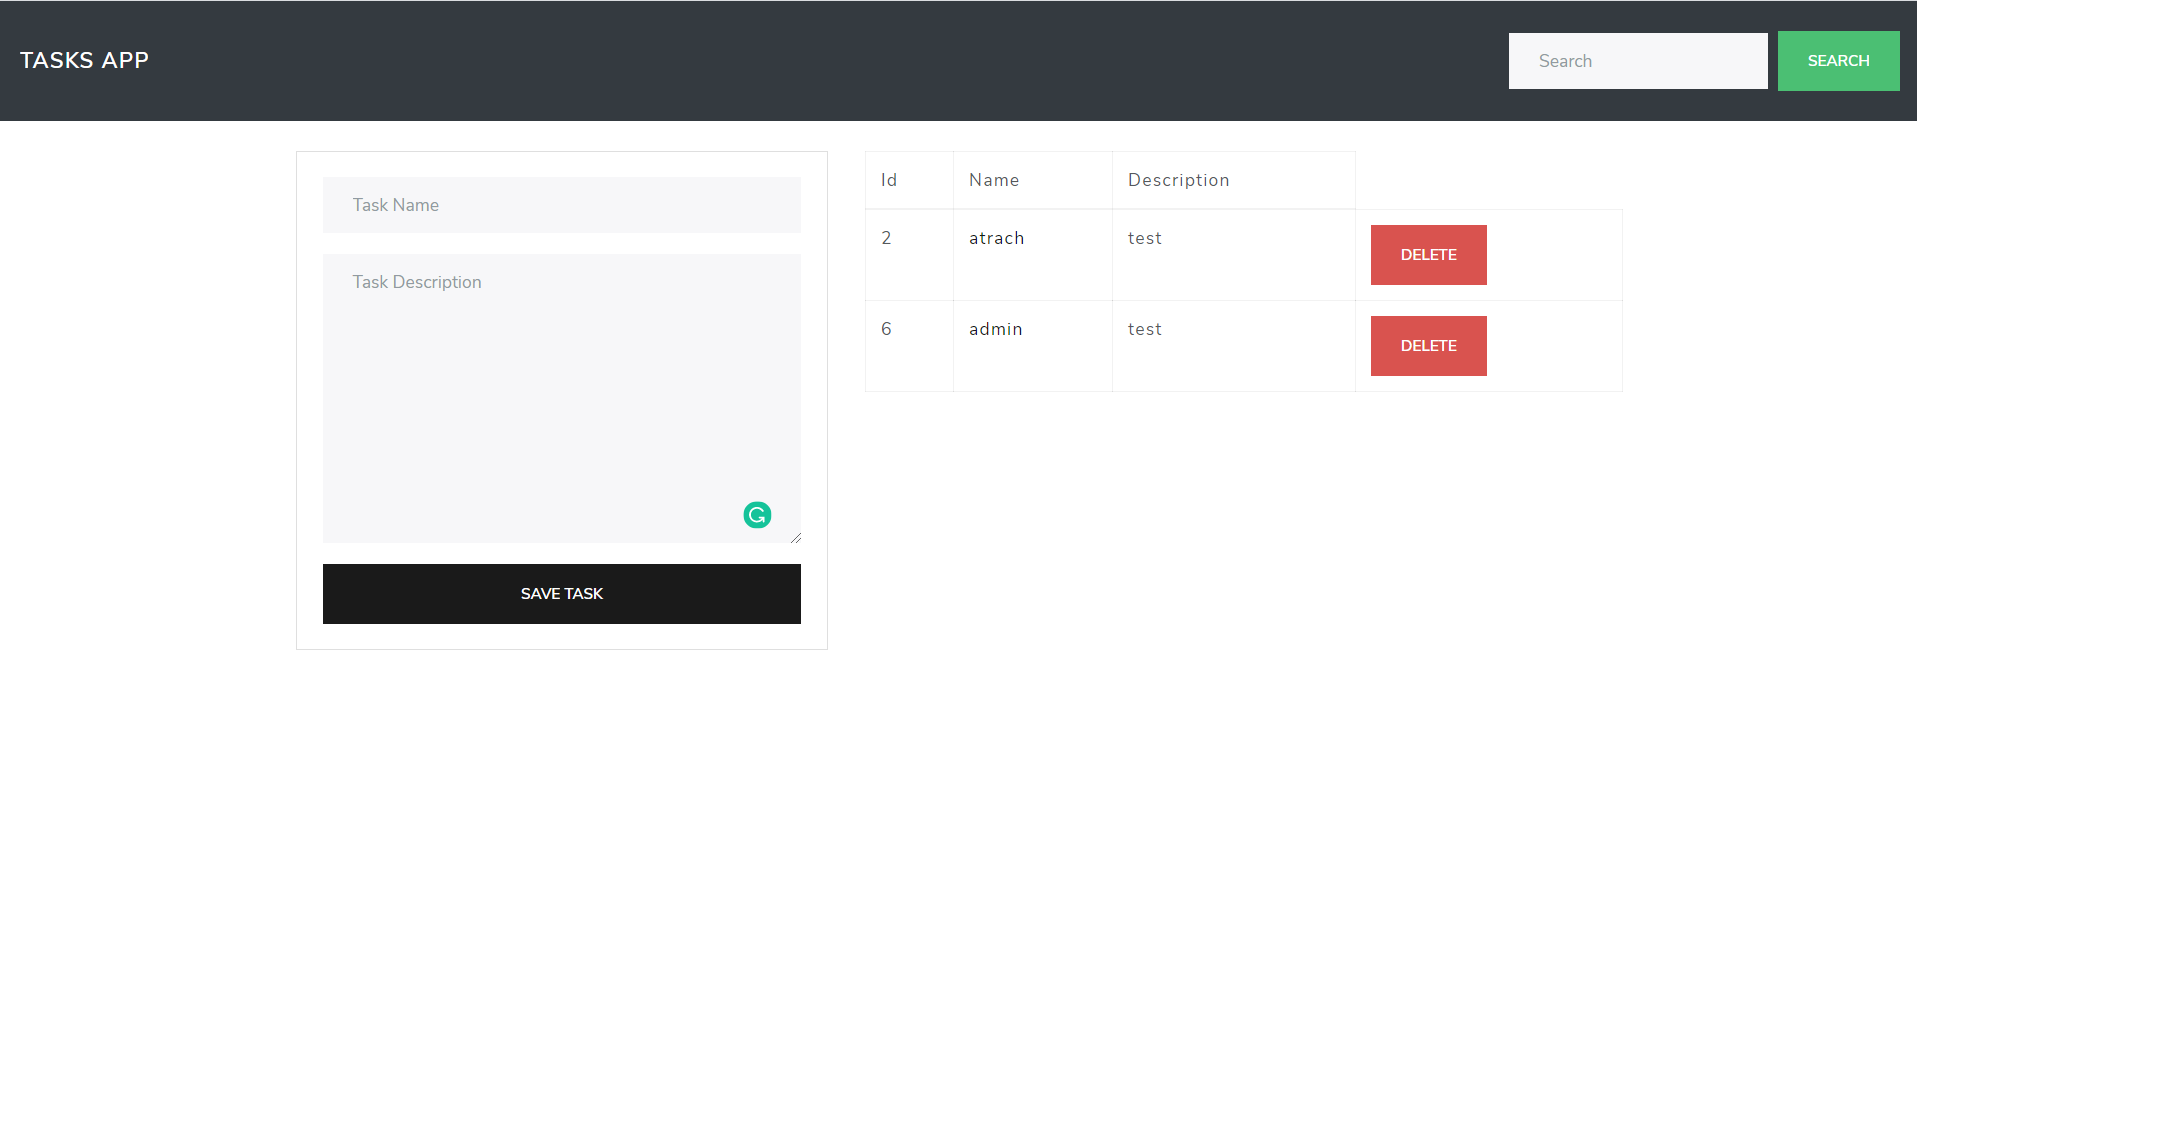 TASKS APP
Search
SEARCH
Task Name
Task Description
SAVE TASK
Id Name Description
2 atrach test DELETE
6 admin test DELETE